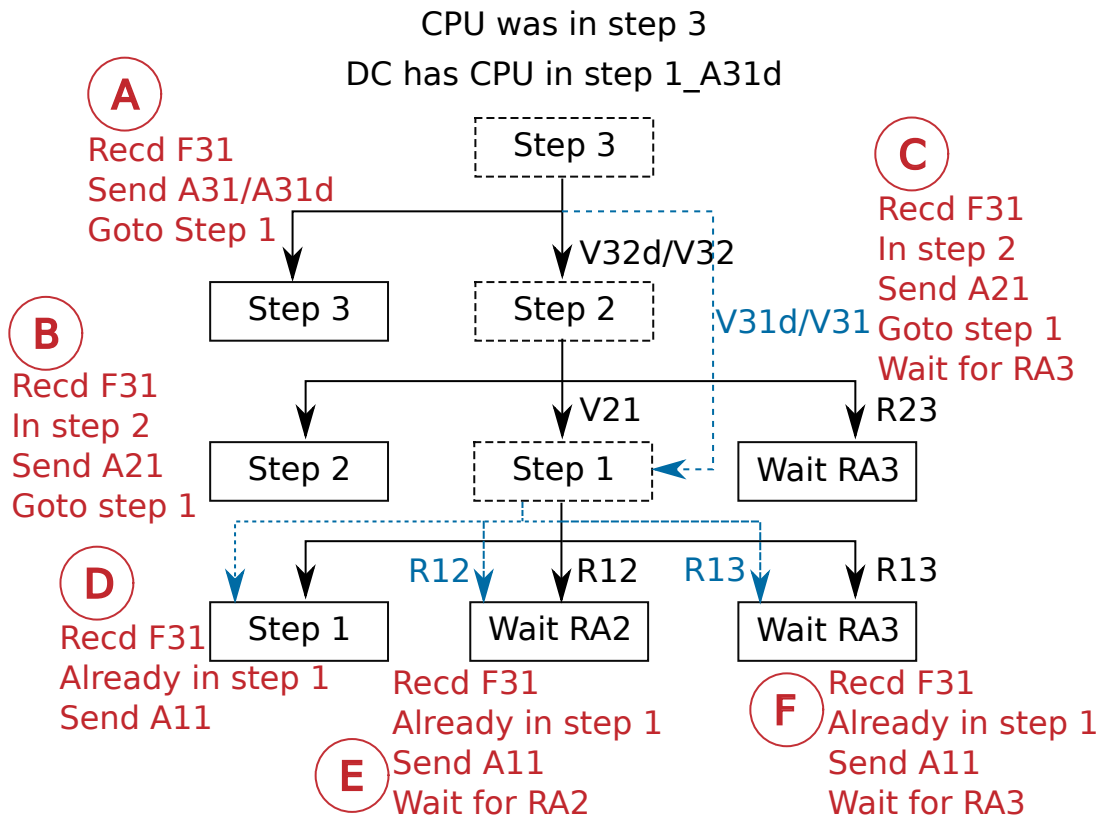 CPU was in step 3
DC has CPU in step 1_A31d
A
Recd F31
Send A31/A31d
Goto Step 1
Step 3
C
Recd F31
In step 2
Send A21
Goto step 1
Wait for RA3
V32d/V32
Step 3
Step 2
V31d/V31
B
Recd F31
In step 2
Send A21
Goto step 1
V21
R23
Step 2
Step 1
Wait RA3
R12
R12
R13
R13
D
Recd F31
Already in step 1
Send A11
Step 1
Wait RA2
Wait RA3
E
Recd F31
Already in step 1
Send A11
Wait for RA2
F
Recd F31
Already in step 1
Send A11
Wait for RA3